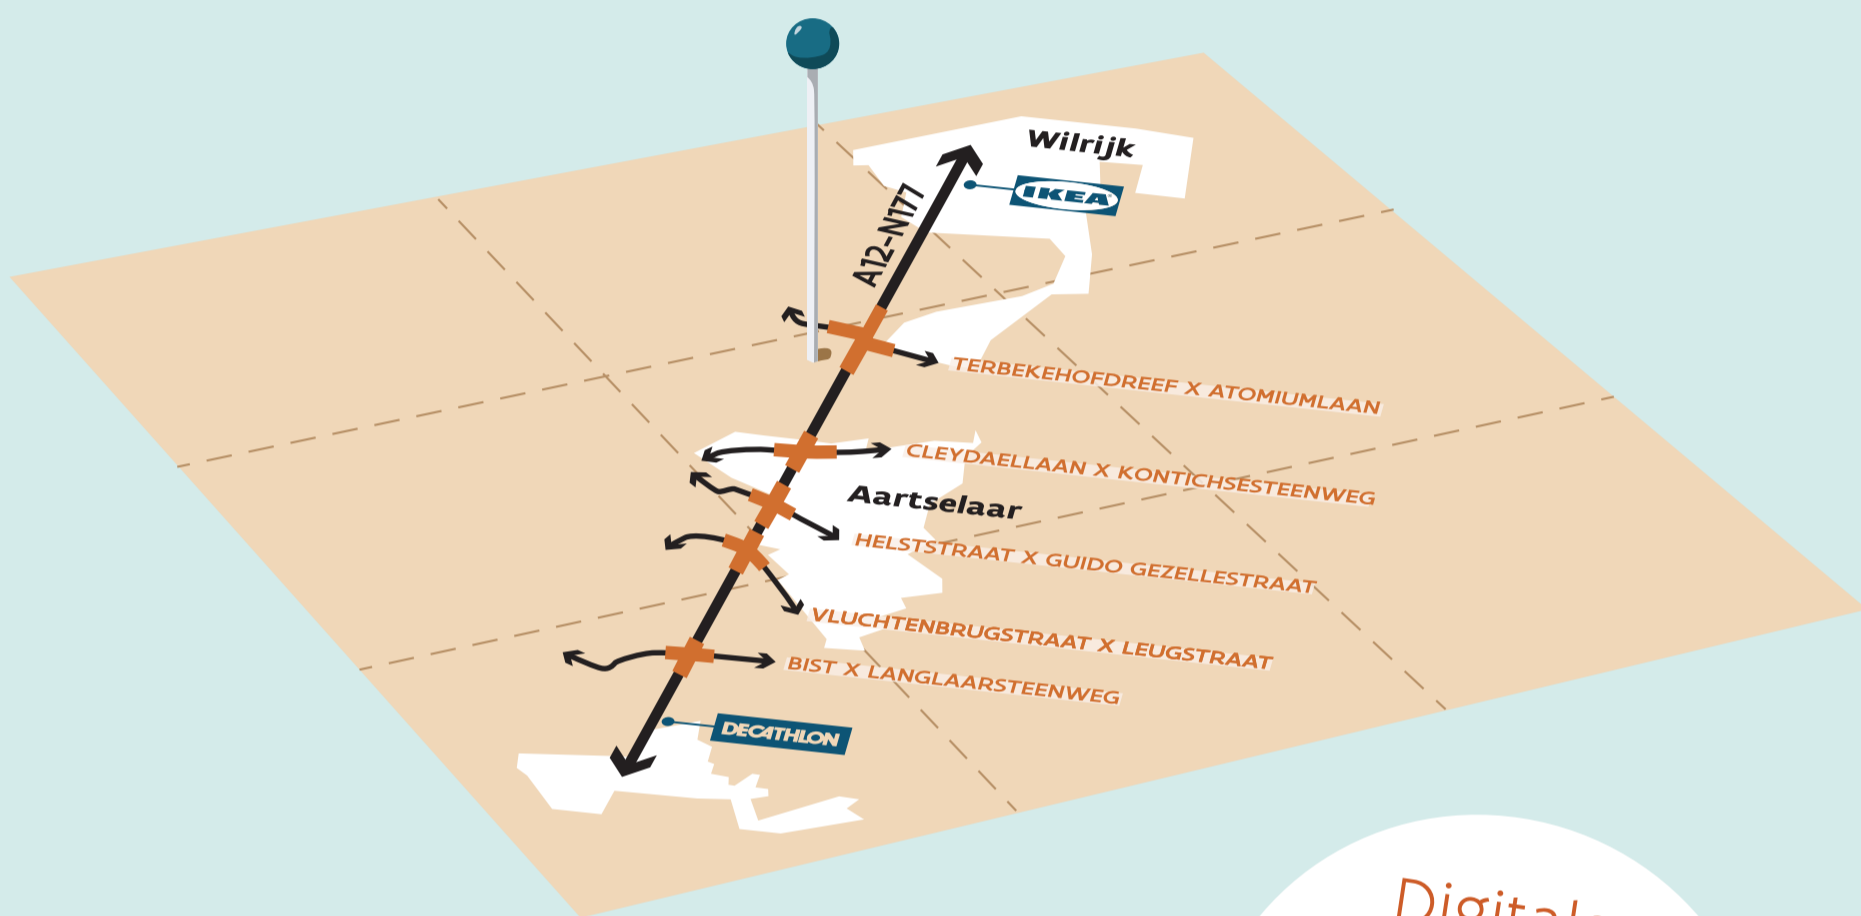 Wilrijk
IKEA
A12-N177
TERBEKEHOFDREEF X ATOMIUMLAAN
CLEYDAELLAAN X KONTICHSESTEENWEG
Aartselaar
HELSTSTRAAT X GUIDO GEZELLESTRAAT
VLUCHTENBRUGSTRAAT X LEUGSTRAAT
BIST X LANGLAARSTEENWEG
DECATHLON